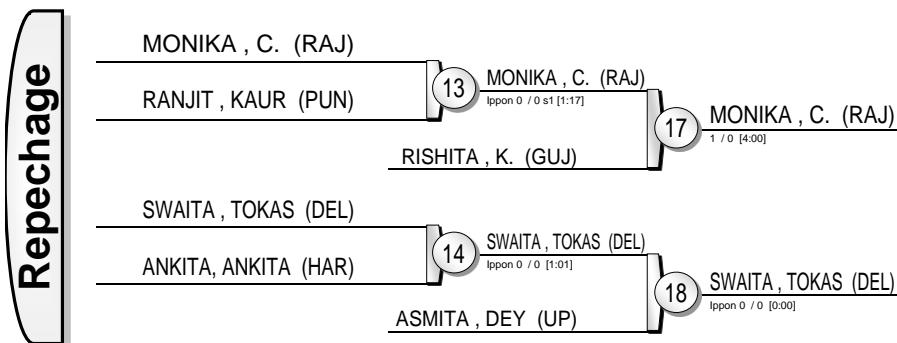 Repechage
MONIKA , C. (RAJ)
RANJIT , KAUR (PUN)
13
MONIKA , C. (RAJ)
Ippon 0 / 0 s1 [1:17]
RISHITA , K. (GUJ)
17
MONIKA , C. (RAJ)
1 / 0 [4:00]
SWAITA , TOKAS (DEL)
ANKITA, ANKITA (HAR)
14
SWAITA , TOKAS (DEL)
Ippon 0 / 0 [1:01]
ASMITA , DEY (UP)
18
SWAITA , TOKAS (DEL)
Ippon 0 / 0 [0:00]